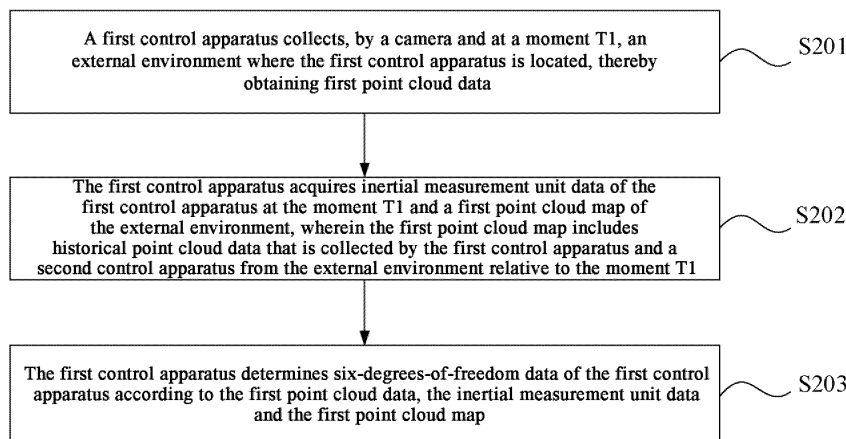 A first control apparatus collects, by a camera and at a moment T1, an
external environment where the first control apparatus is located, thereby
obtaining first point cloud data
S201
The first control apparatus acquires inertial measurement unit data of the
first control apparatus at the moment T1 and a first point cloud map of
the external environment, wherein the first point cloud map includes
historical point cloud data that is collected by the first control apparatus and a
second control apparatus from the external environment relative to the moment T1
S202
The first control apparatus determines six-degrees-of-freedom data of the first control
apparatus according to the first point cloud data, the inertial measurement unit data
and the first point cloud map
S203